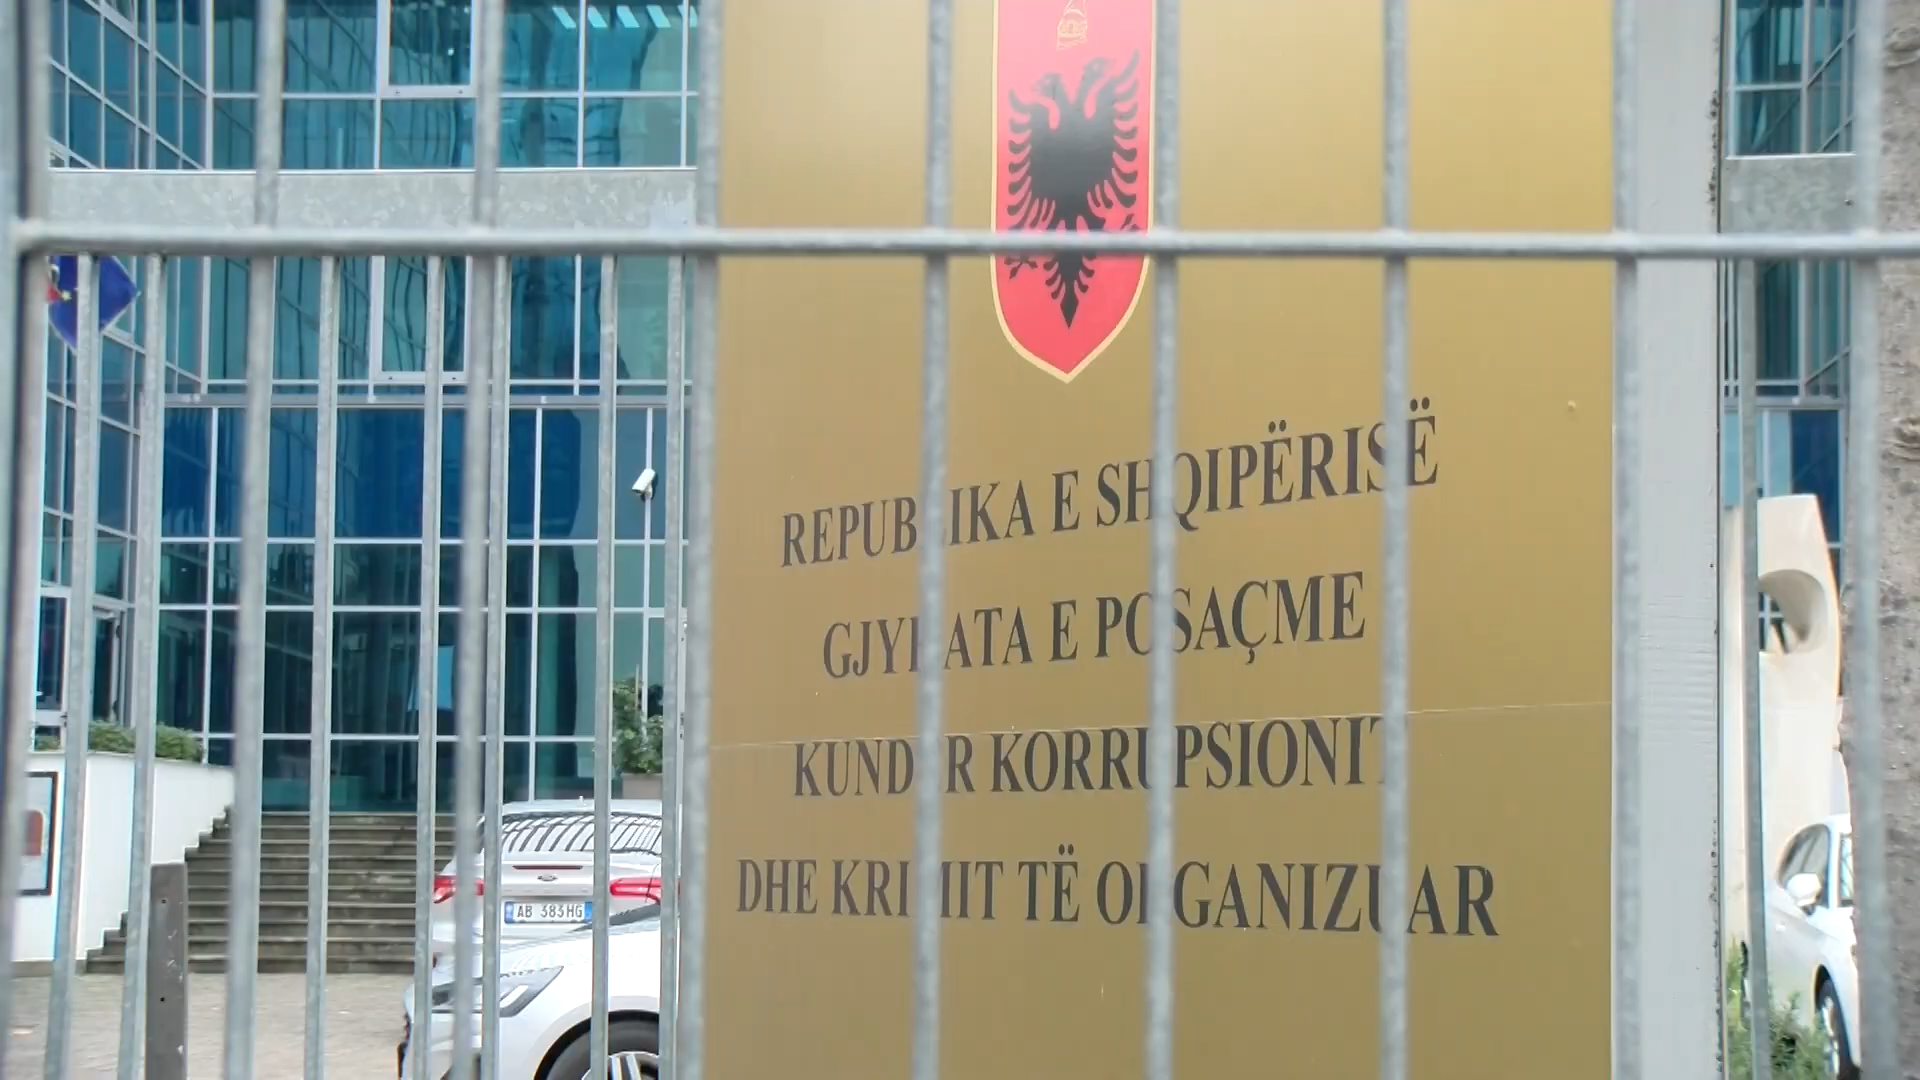 REPUBLIKA E SHQIPËRISË
GJYKATA E POSAÇME
KUNDËR KORRUPSIONIT
DHE KRIMIT TË ORGANIZUAR
AB 383HG